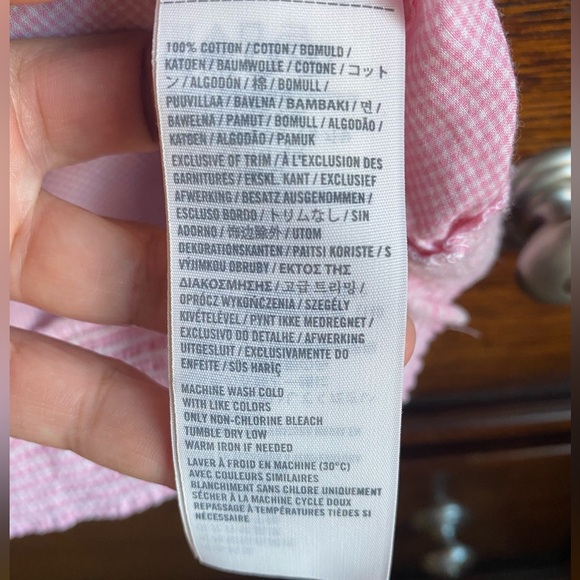 100% COTTON / COTON / BOMULD /
KATOEN / BAUMWOLLE / COTONE / コット
ン / ALGODÓN / 棉 / BOMULL /
PUUVILLAA / BAVLNA / ΒΑΜΒΑΚΙ / 면 /
BAWEŁNA / PAMUT / BOMULL / ALGODÃO /
KATOEN / ALGODÃO / PAMUK
EXCLUSIVE OF TRIM / À L'EXCLUSION DES
GARNITURES / EKSKL. KANT / EXCLUSIEF
AFWERKING / BESATZ AUSGENOMMEN /
ESCLUSO BORDO / トリムなし / SIN
ADORNO / 饰边除外 / UTOM
DEKORATIONSKANTEN / PAITSI KORISTE / S
VÝJIMKOU OBRUBY / ΕΚΤΟΣ ΤΗΣ
ΔΙΑΚΟΣΜΗΣΗΣ / 고급 트리밍 /
OPRÓCZ WYKOŃCZENIA / SZEGÉLY
KIVÉTELÉVEL / PYNT IKKE MEDREGNET /
EXCLUSIVO DO DETALHE / AFWERKING
UITGESLUIT / EXCLUSIVAMENTE DO
ENFEITE / SÜS HARİÇ
MACHINE WASH COLD
WITH LIKE COLORS
ONLY NON-CHLORINE BLEACH
TUMBLE DRY LOW
WARM IRON IF NEEDED
LAVER À FROID EN MACHINE (30°C)
AVEC COULEURS SIMILAIRES
BLANCHIMENT SANS CHLORE UNIQUEMENT
SÉCHER À LA MACHINE CYCLE DOUX
REPASSAGE À TEMPÉRATURES TIÈDES SI
NÉCESSAIRE